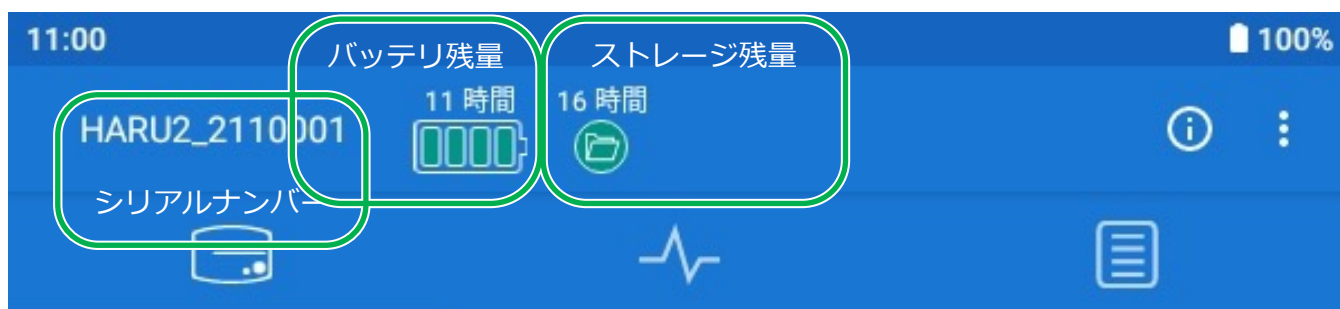 11:00
100%
バッテリ残量
ストレージ残量
11 時間
16 時間
HARU2_2110001
シリアルナンバー